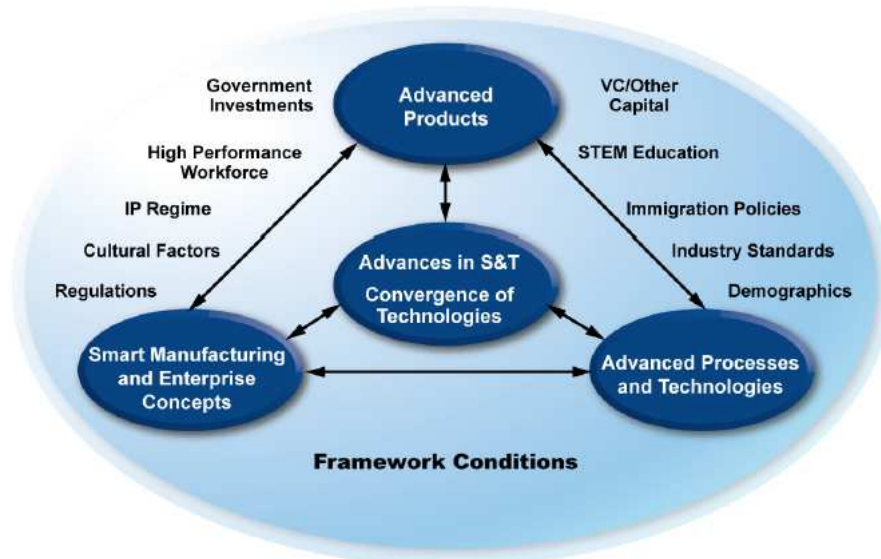 Government
Investments
Advanced
Products
VC/Other
Capital
High Performance
Workforce
STEM Education
IP Regime
Immigration Policies
Cultural Factors
Advances in S&T
Convergence of
Technologies
Industry Standards
Regulations
Demographics
Smart Manufacturing
and Enterprise
Concepts
Advanced Processes
and Technologies
Framework Conditions